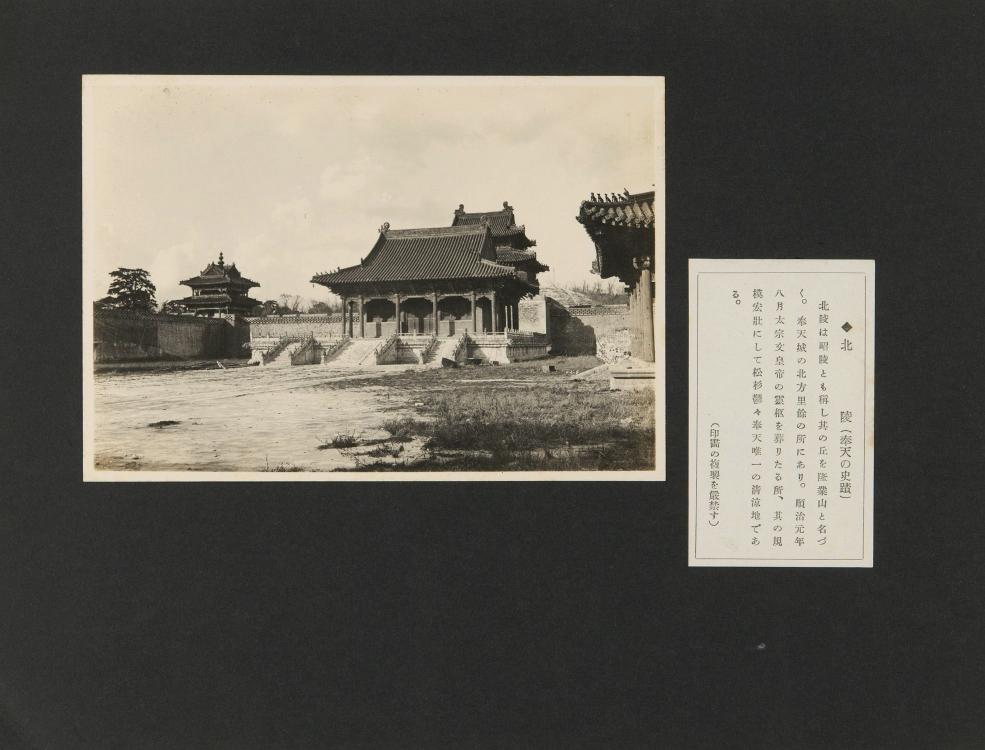 ◆北　陵（奉天の史蹟）
北陵は昭陵とも稱し其の丘を隆業山と名づ
く。奉天城の北方里餘の所にあり。順治元年
八月太宗文皇帝の靈柩を葬りたる所、其の規
模宏壯にして松杉鬱々奉天唯一の清涼地であ
る。
（印畵の複製を嚴禁す）